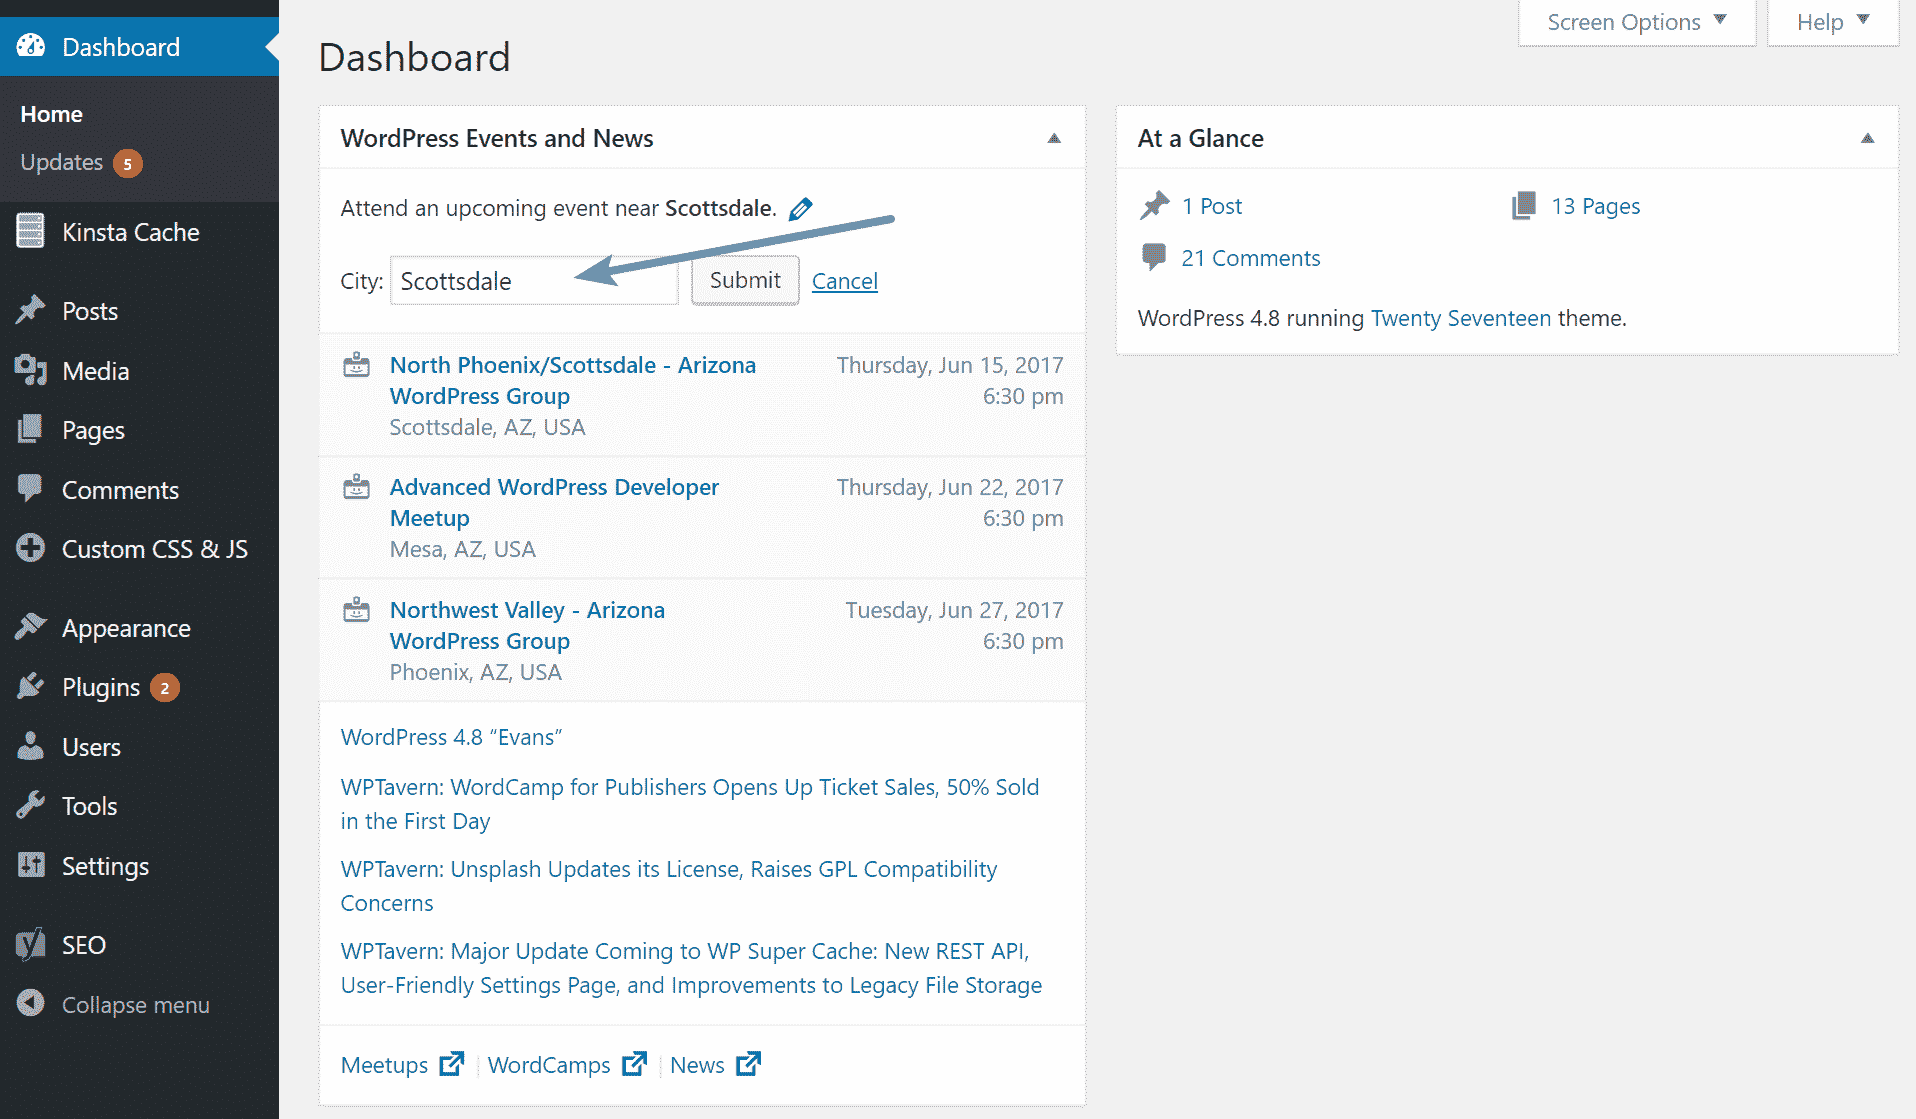 Dashboard
Home
Updates 5
Kinsta Cache
Posts
Media
Pages
Comments
Custom CSS & JS
Appearance
Plugins 2
Users
Tools
Settings
SEO
Collapse menu
Screen Options
Help
Dashboard
WordPress Events and News
Attend an upcoming event near Scottsdale.
City: Scottsdale Submit Cancel
North Phoenix/Scottsdale - Arizona Thursday, Jun 15, 2017
WordPress Group 6:30 pm
Scottsdale, AZ, USA
Advanced WordPress Developer Thursday, Jun 22, 2017
Meetup 6:30 pm
Mesa, AZ, USA
Northwest Valley - Arizona Tuesday, Jun 27, 2017
WordPress Group 6:30 pm
Phoenix, AZ, USA
WordPress 4.8 “Evans”
WPTavern: WordCamp for Publishers Opens Up Ticket Sales, 50% Sold
in the First Day
WPTavern: Unsplash Updates its License, Raises GPL Compatibility
Concerns
WPTavern: Major Update Coming to WP Super Cache: New REST API,
User-Friendly Settings Page, and Improvements to Legacy File Storage
Meetups | WordCamps | News
At a Glance
1 Post 13 Pages
21 Comments
WordPress 4.8 running Twenty Seventeen theme.